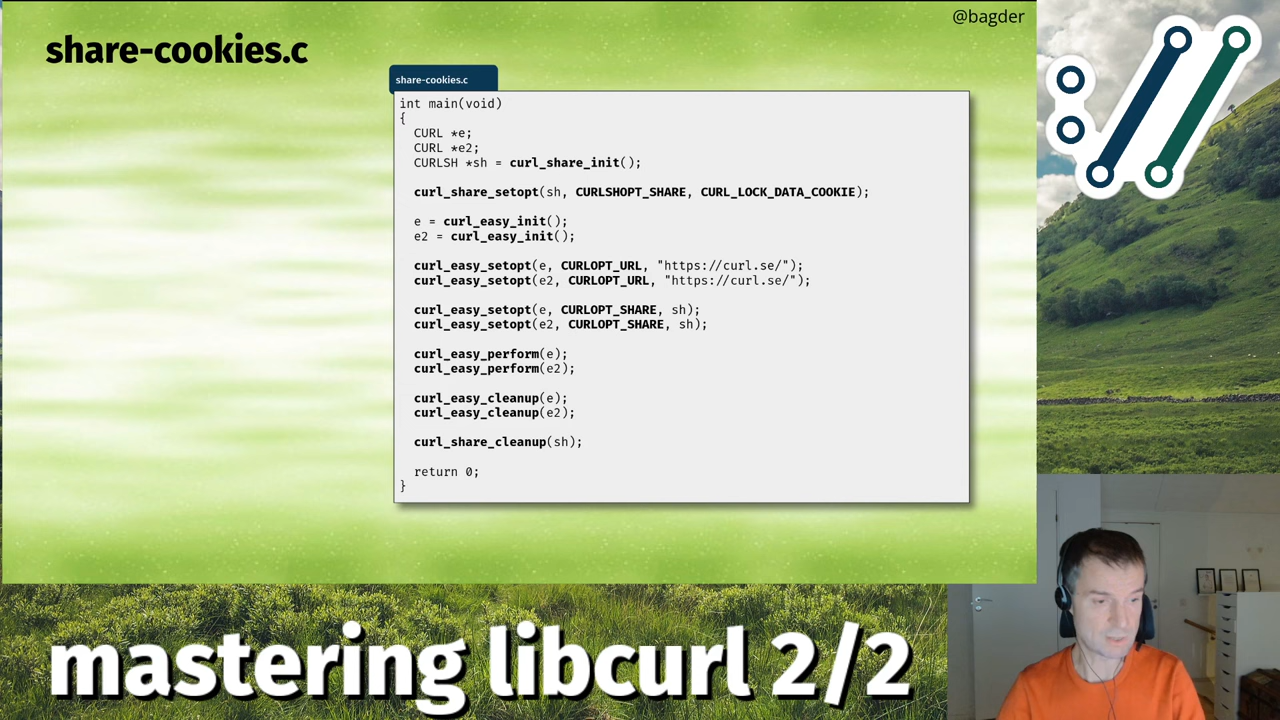 @bagder
share-cookies.c
share-cookies.c
int main(void)
{
  CURL *e;
  CURL *e2;
  CURLSH *sh = curl_share_init();

  curl_share_setopt(sh, CURLSHOPT_SHARE, CURL_LOCK_DATA_COOKIE);

  e = curl_easy_init();
  e2 = curl_easy_init();

  curl_easy_setopt(e, CURLOPT_URL, "https://curl.se/");
  curl_easy_setopt(e2, CURLOPT_URL, "https://curl.se/");

  curl_easy_setopt(e, CURLOPT_SHARE, sh);
  curl_easy_setopt(e2, CURLOPT_SHARE, sh);

  curl_easy_perform(e);
  curl_easy_perform(e2);

  curl_easy_cleanup(e);
  curl_easy_cleanup(e2);

  curl_share_cleanup(sh);

  return 0;
}
mastering libcurl 2/2